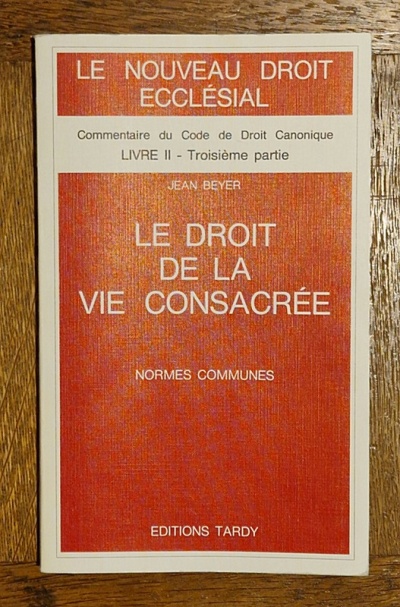 LE NOUVEAU DROIT
ECCLÉSIAL
Commentaire du Code de Droit Canonique
LIVRE II - Troisième partie
JEAN BEYER
LE DROIT
DE LA
VIE CONSACRÉE
NORMES COMMUNES
EDITIONS TARDY